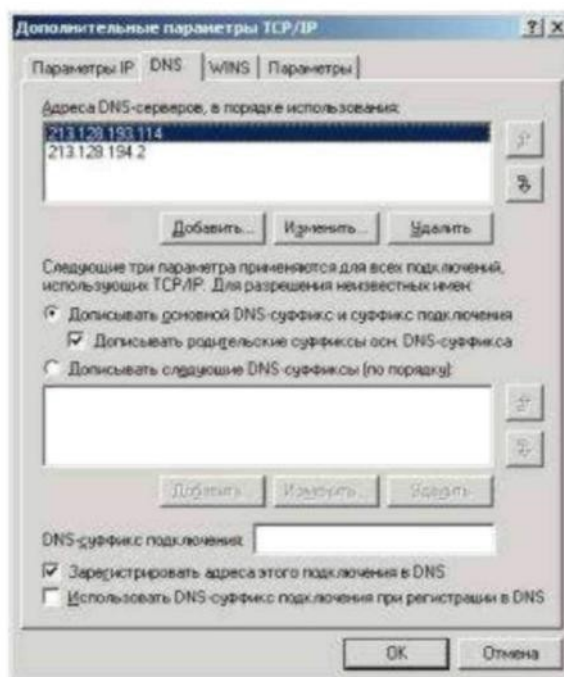 Дополнительные параметры TCP/IP
Параметры IP DNS WINS Параметры
Адреса DNS-серверов, в порядке использования:
213.128.193.114
213.128.194.2
Добавить... Изменить... Удалить
Следующие три параметра применяются для всех подключений,
использующих TCP/IP. Для разрешения неизвестных имен:
Дописывать основной DNS-суффикс и суффикс подключения
Дописывать родительские суффиксы осн. DNS-суффикса
Дописывать следующие DNS-суффиксы (по порядку):
Добавить... Изменить... Удалить
DNS-суффикс подключения:
Зарегистрировать адреса этого подключения в DNS
Использовать DNS-суффикс подключения при регистрации в DNS
OK Отмена